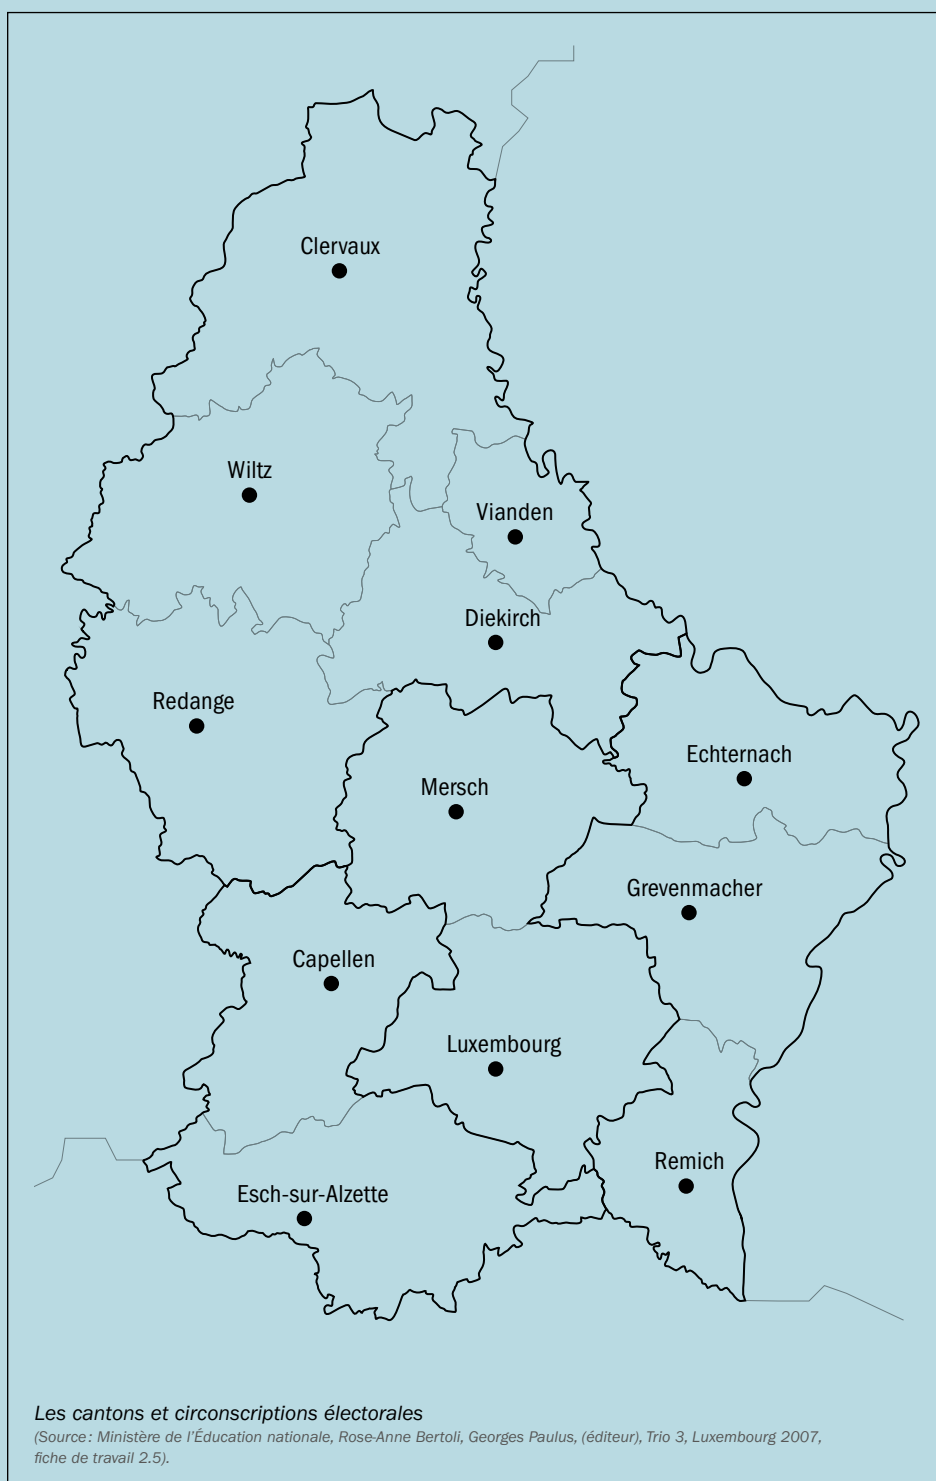 Clervaux
Wiltz
Vianden
Diekirch
Redange
Echternach
Mersch
Grevenmacher
Capellen
Luxembourg
Remich
Esch-sur-Alzette
Les cantons et circonscriptions électorales
(Source : Ministère de l'Éducation nationale, Rose-Anne Bertoli, Georges Paulus, (éditeur), Trio 3, Luxembourg 2007,
fiche de travail 2.5).